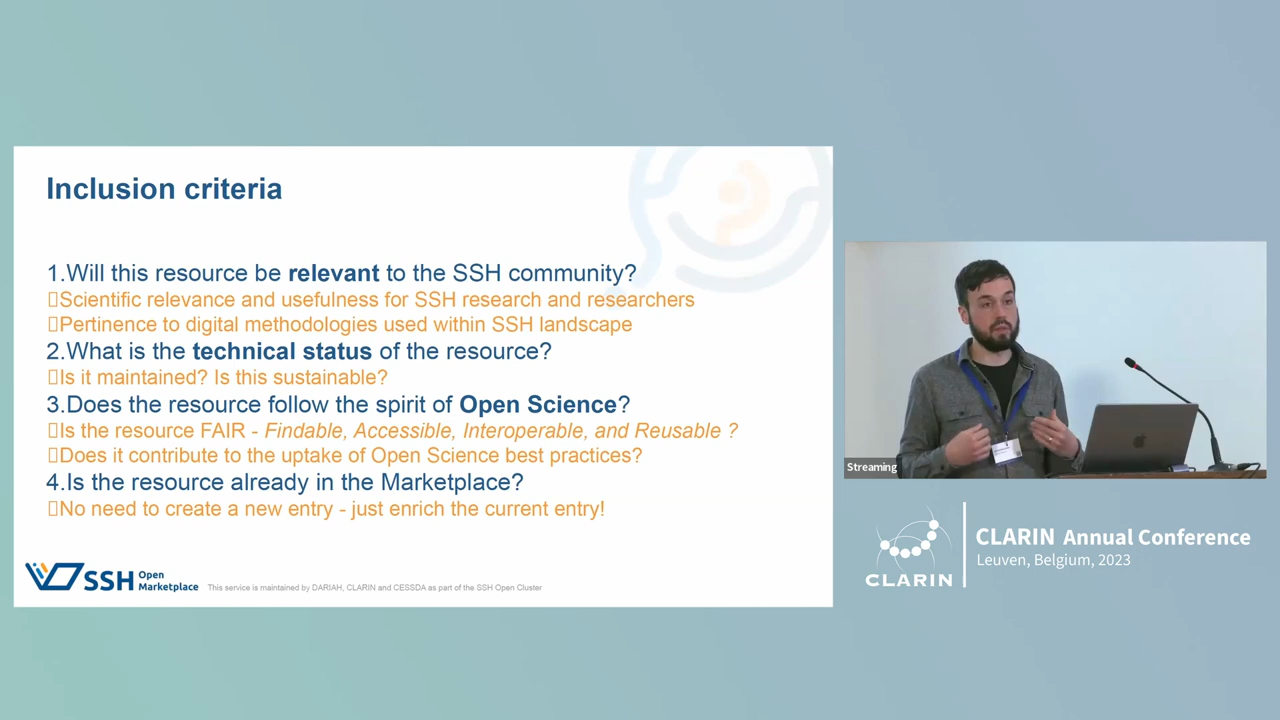 Inclusion criteria
1.Will this resource be relevant to the SSH community?
Scientific relevance and usefulness for SSH research and researchers
Pertinence to digital methodologies used within SSH landscape
2.What is the technical status of the resource?
Is it maintained? Is this sustainable?
3.Does the resource follow the spirit of Open Science?
Is the resource FAIR - Findable, Accessible, Interoperable, and Reusable ?
Does it contribute to the uptake of Open Science best practices?
4.Is the resource already in the Marketplace?
No need to create a new entry - just enrich the current entry!
SSH Open Marketplace
This service is maintained by DARIAH, CLARIN and CESSDA as part of the SSH Open Cluster
Streaming
CLARIN
CLARIN Annual Conference
Leuven, Belgium, 2023